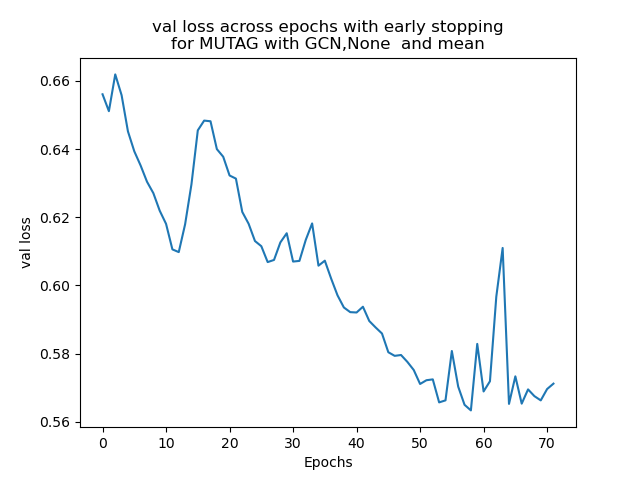 val loss across epochs with early stopping
for MUTAG with GCN,None  and mean
val loss
0.66
0.64
0.62
0.60
0.58
0.56
0 10 20 30 40 50 60 70
Epochs